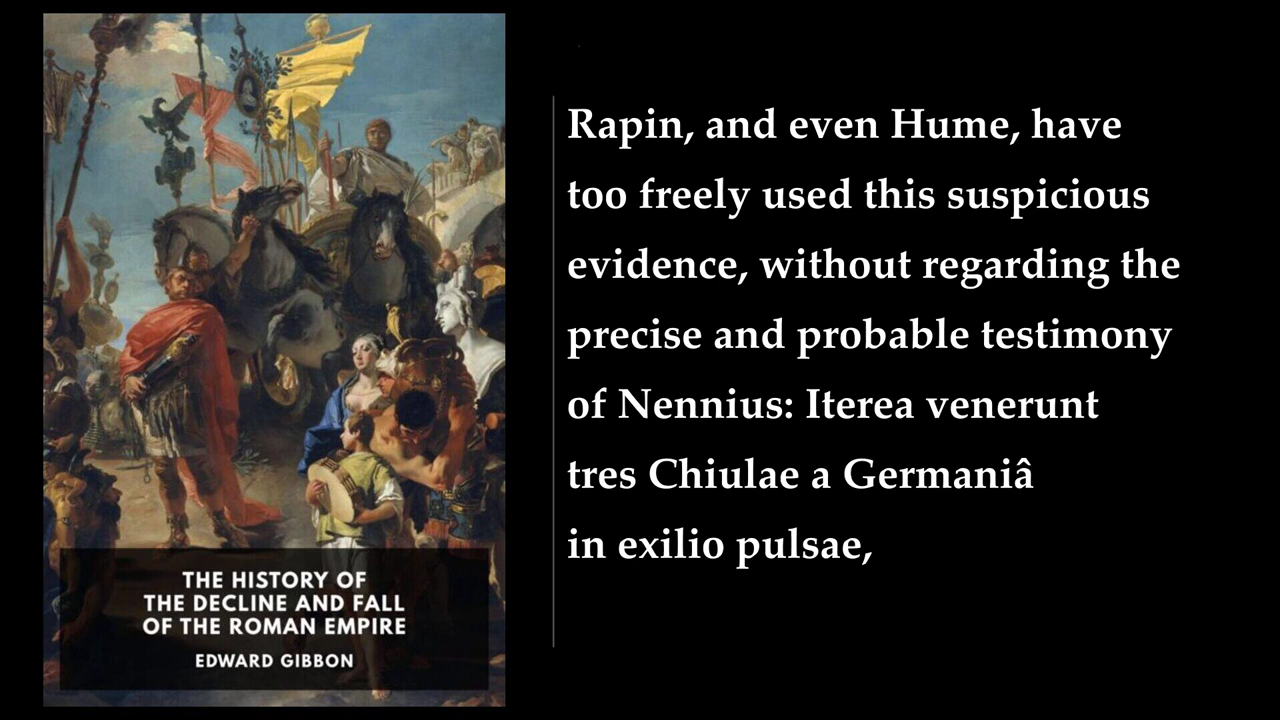 Rapin, and even Hume, have
too freely used this suspicious
evidence, without regarding the
precise and probable testimony
of Nennius: Iterea venerunt
tres Chiulae a Germaniâ
in exilio pulsae,
THE HISTORY OF
THE DECLINE AND FALL
OF THE ROMAN EMPIRE
EDWARD GIBBON